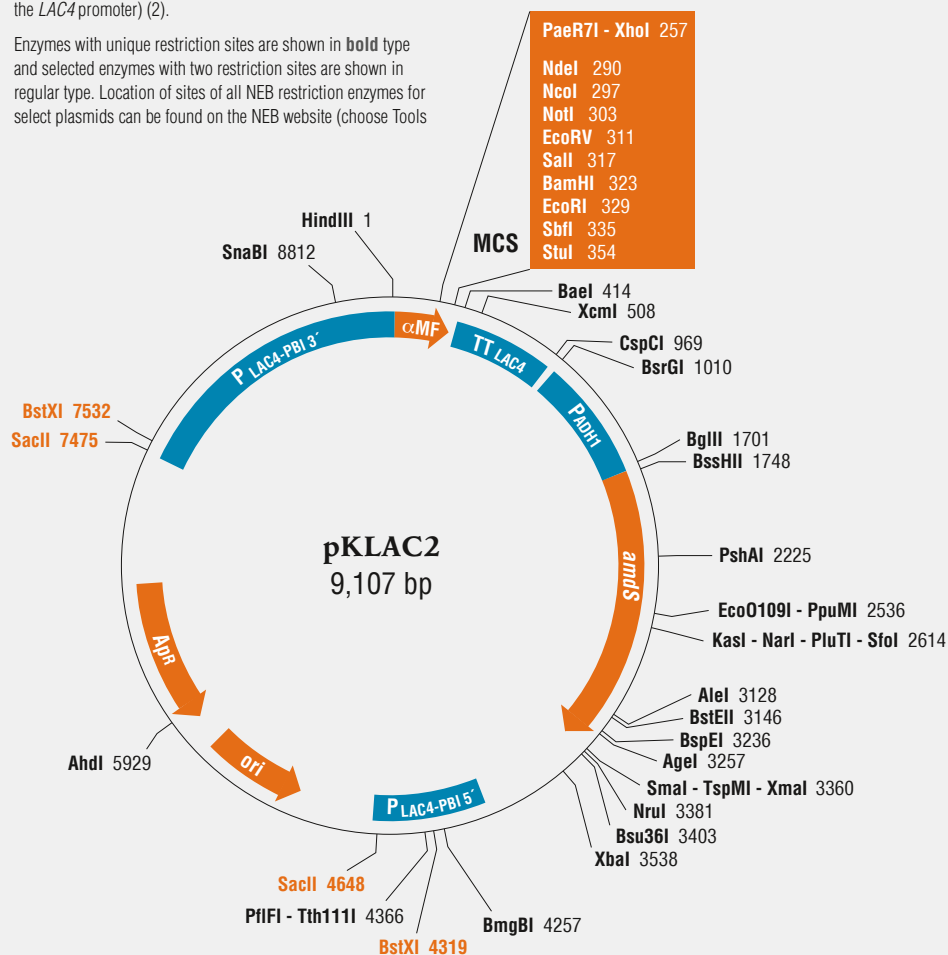 the LAC4 promoter) (2).
Enzymes with unique restriction sites are shown in bold type
and selected enzymes with two restriction sites are shown in
regular type. Location of sites of all NEB restriction enzymes for
select plasmids can be found on the NEB website (choose Tools
PaeR7I - XhoI 257
NdeI 290
NcoI 297
NotI 303
EcoRV 311
SalI 317
BamHI 323
EcoRI 329
SbfI 335
StuI 354
MCS
HindIII 1
SnaBI 8812
BaeI 414
XcmI 508
CspCI 969
BsrGI 1010
αMF
TT LAC4
P LAC4-PBI 3´
PADH1
BstXI 7532
SacII 7475
BglII 1701
BssHII 1748
pKLAC2
9,107 bp
amdS
PshAI 2225
EcoO109I - PpuMI 2536
KasI - NarI - PluTI - SfoI 2614
ApR
AleI 3128
BstEII 3146
BspEI 3236
AgeI 3257
SmaI - TspMI - XmaI 3360
NruI 3381
Bsu36I 3403
XbaI 3538
AhdI 5929
ori
P LAC4-PBI 5´
SacII 4648
PflFI - Tth111I 4366
BmgBI 4257
BstXI 4319